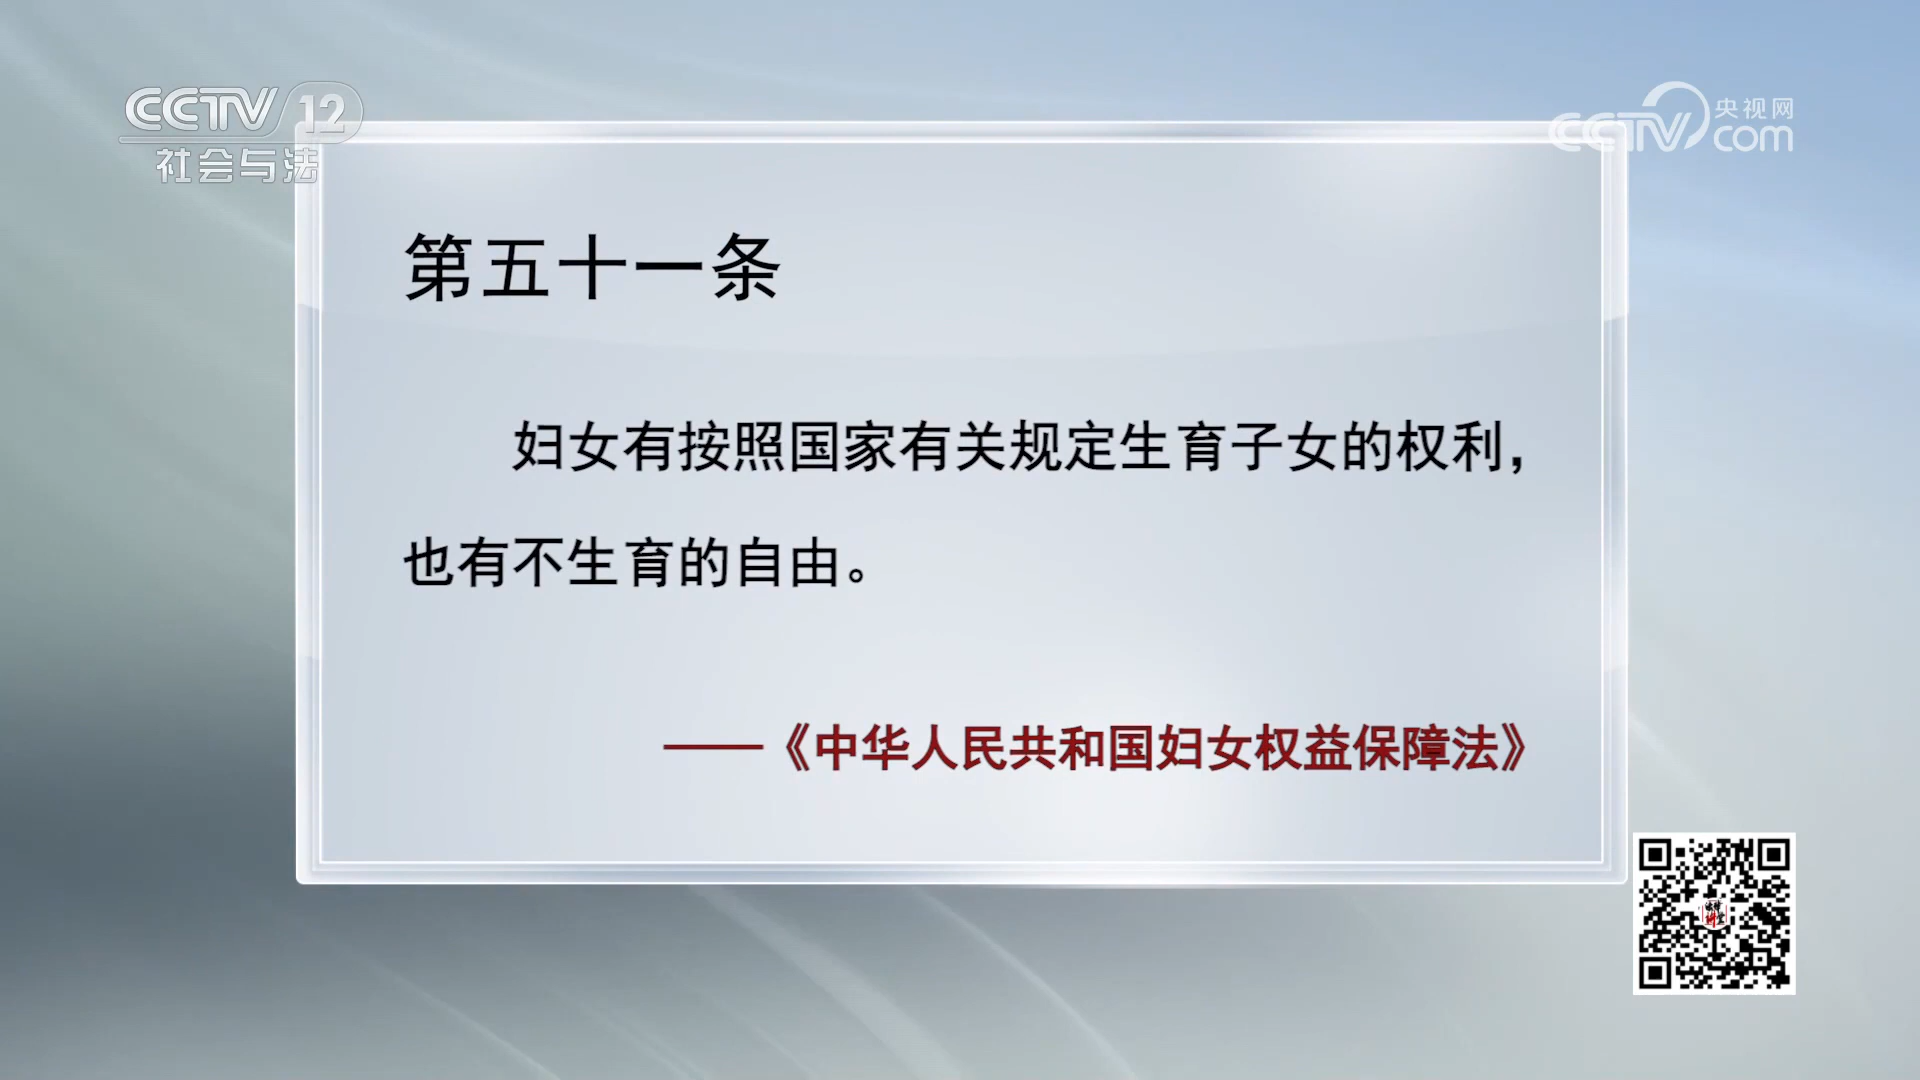 CCTV 12
社会与法
央视网
CCTV com
第五十一条
妇女有按照国家有关规定生育子女的权利，
也有不生育的自由。
——《中华人民共和国妇女权益保障法》